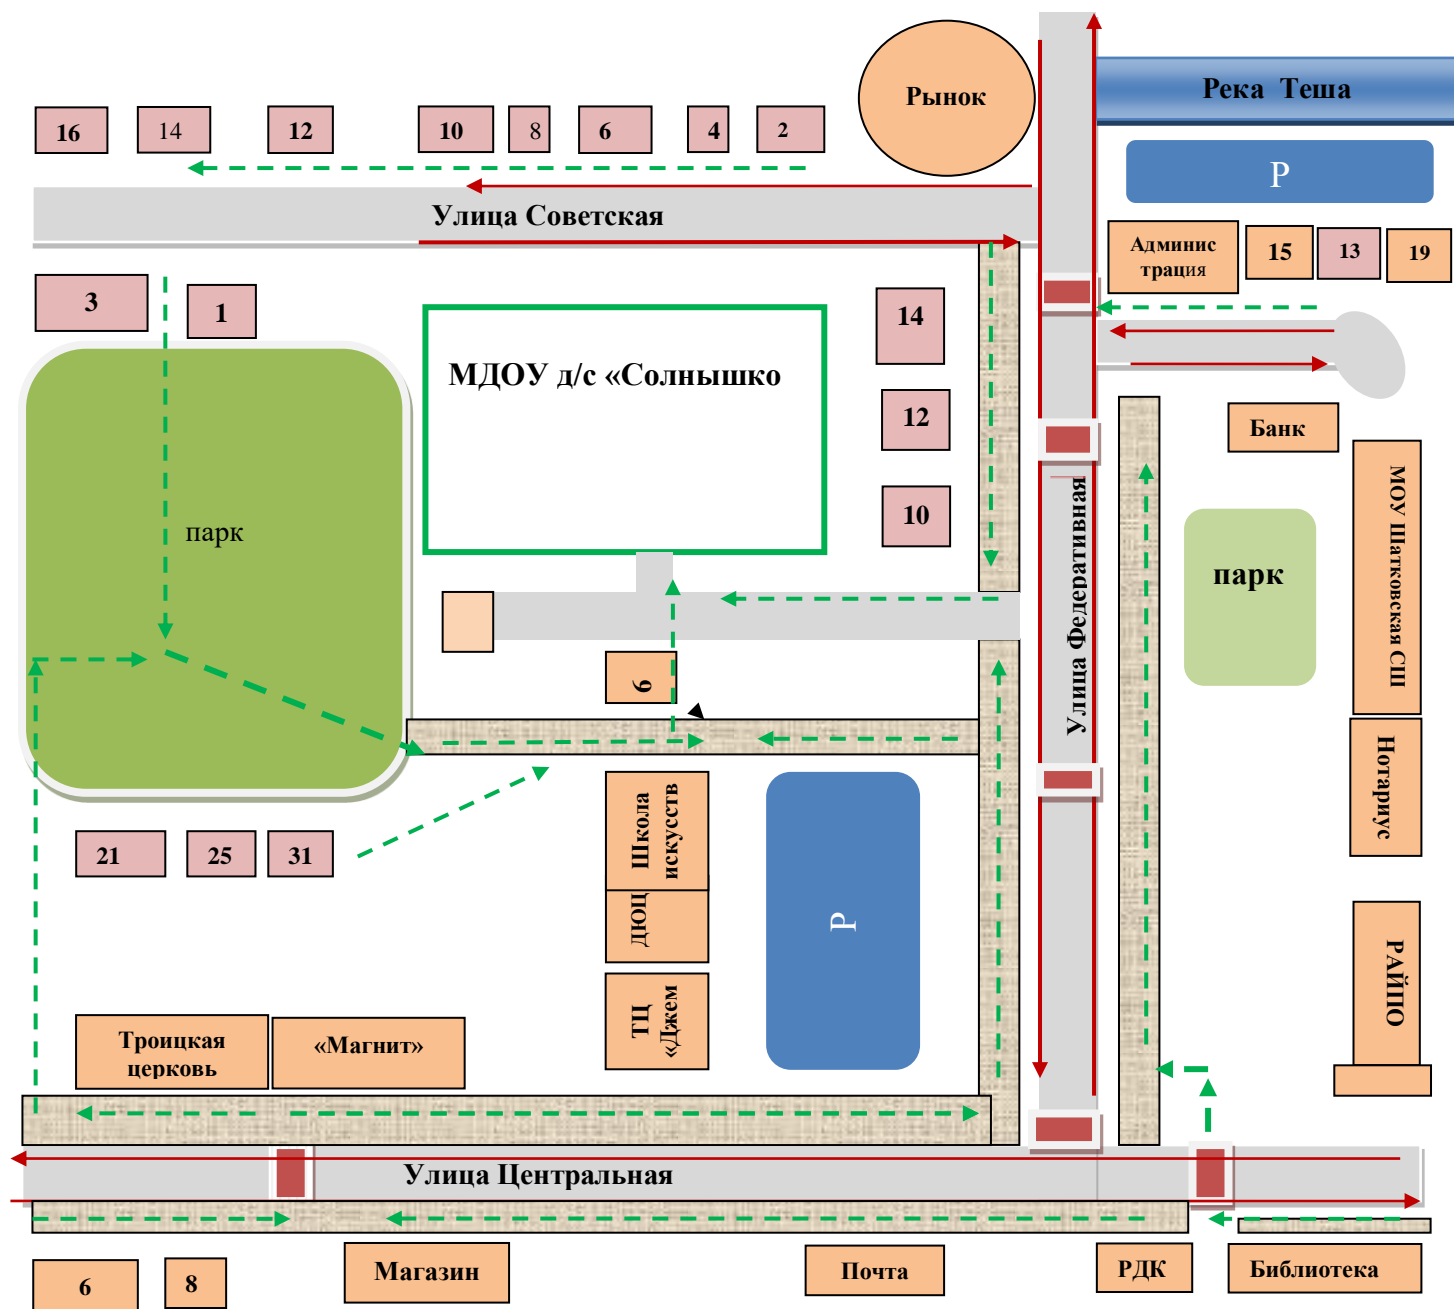 Рынок
Река Теша
Р
16
14
12
10
8
6
4
2
Улица Советская
Админис
трация
15
13
19
3
1
МДОУ д/с «Солнышко
14
12
10
Банк
парк
парк
МОУ Шатковская СШ
Улица Федеративная
6
Нотариус
21
25
31
Школа
искусств
ДЮЦ
ТЦ
«Джем
Р
РАЙПО
Троицкая
церковь
«Магнит»
Улица Центральная
6
8
Магазин
Почта
РДК
Библиотека